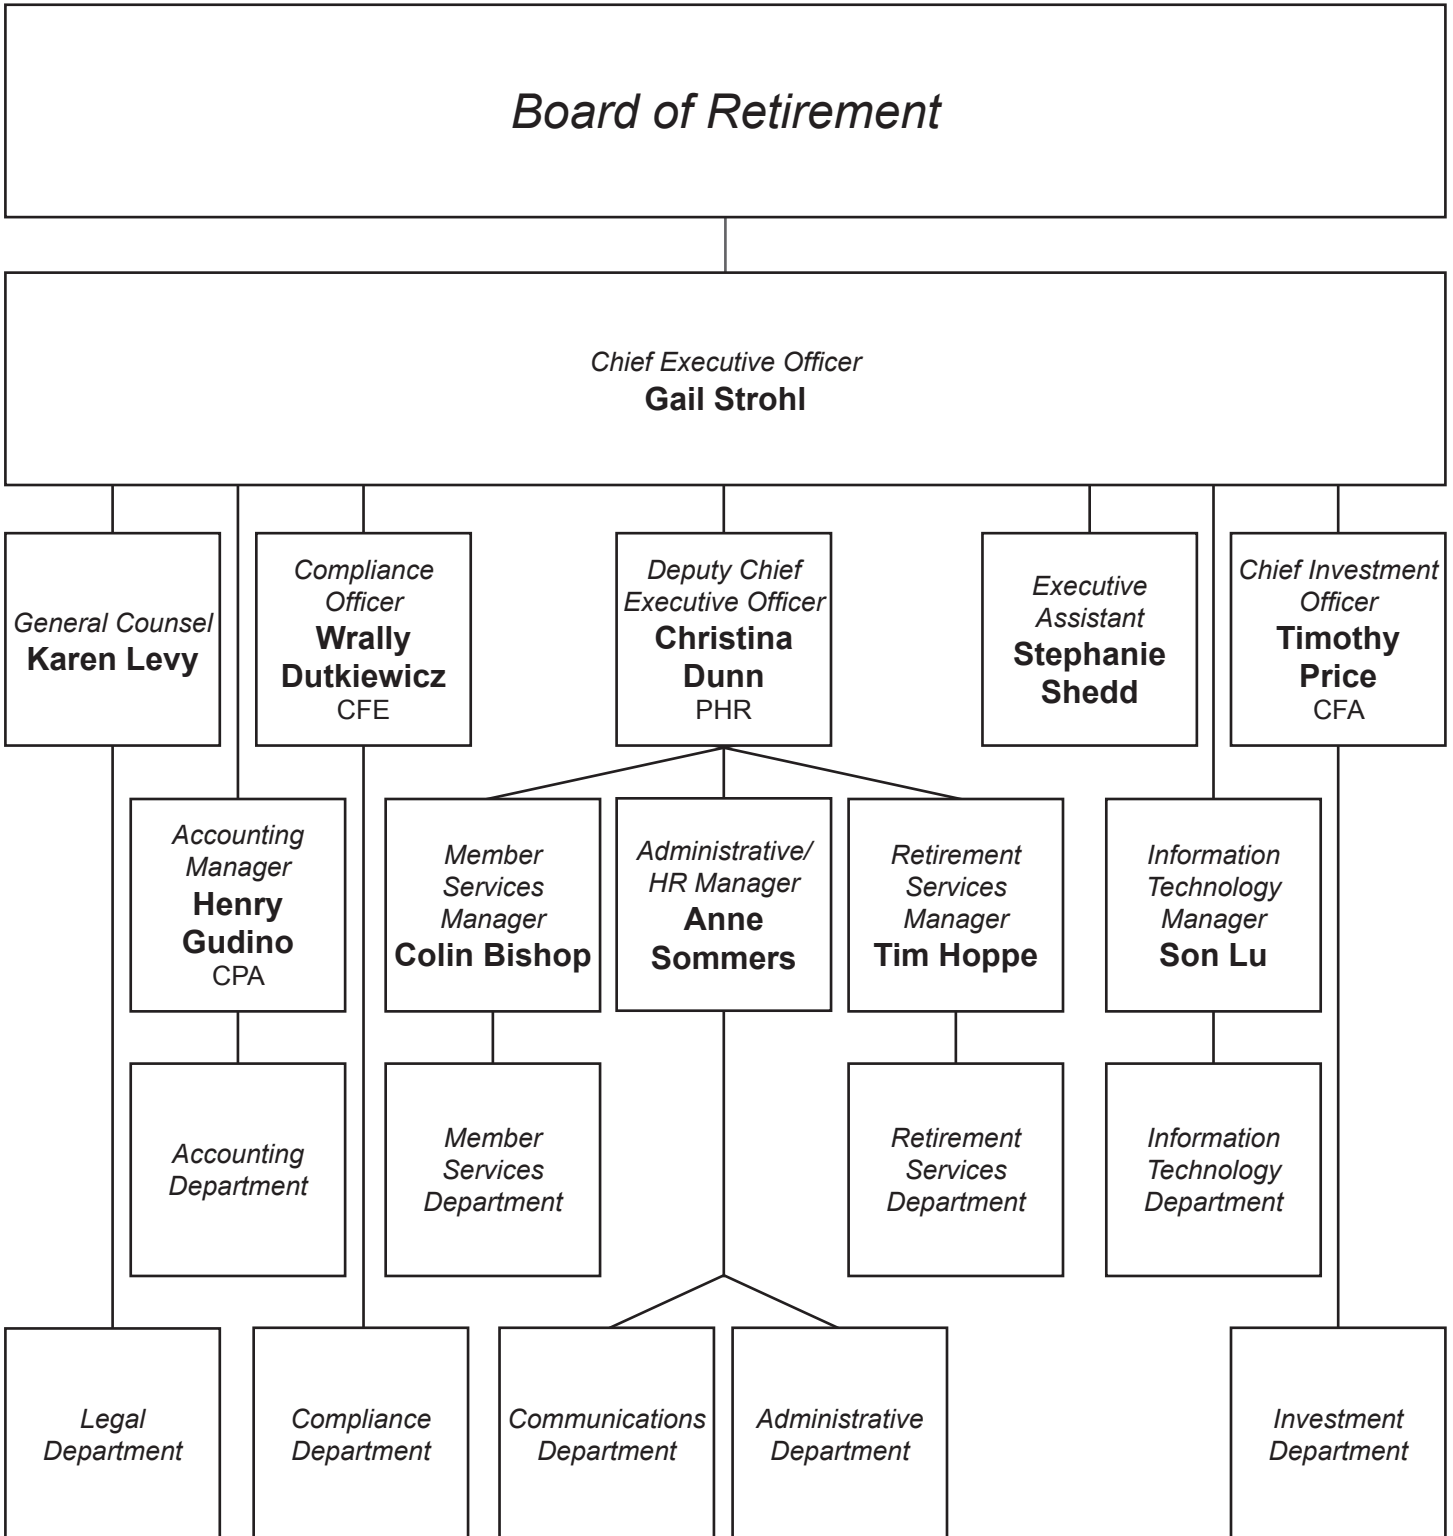 Board of Retirement
Chief Executive Officer
Gail Strohl
General Counsel
Karen Levy
Compliance
Officer
Wrally
Dutkiewicz
CFE
Deputy Chief
Executive Officer
Christina
Dunn
PHR
Executive
Assistant
Stephanie
Shedd
Chief Investment
Officer
Timothy
Price
CFA
Accounting
Manager
Henry
Gudino
CPA
Member
Services
Manager
Colin Bishop
Administrative/
HR Manager
Anne
Sommers
Retirement
Services
Manager
Tim Hoppe
Information
Technology
Manager
Son Lu
Accounting
Department
Member
Services
Department
Retirement
Services
Department
Information
Technology
Department
Legal
Department
Compliance
Department
Communications
Department
Administrative
Department
Investment
Department